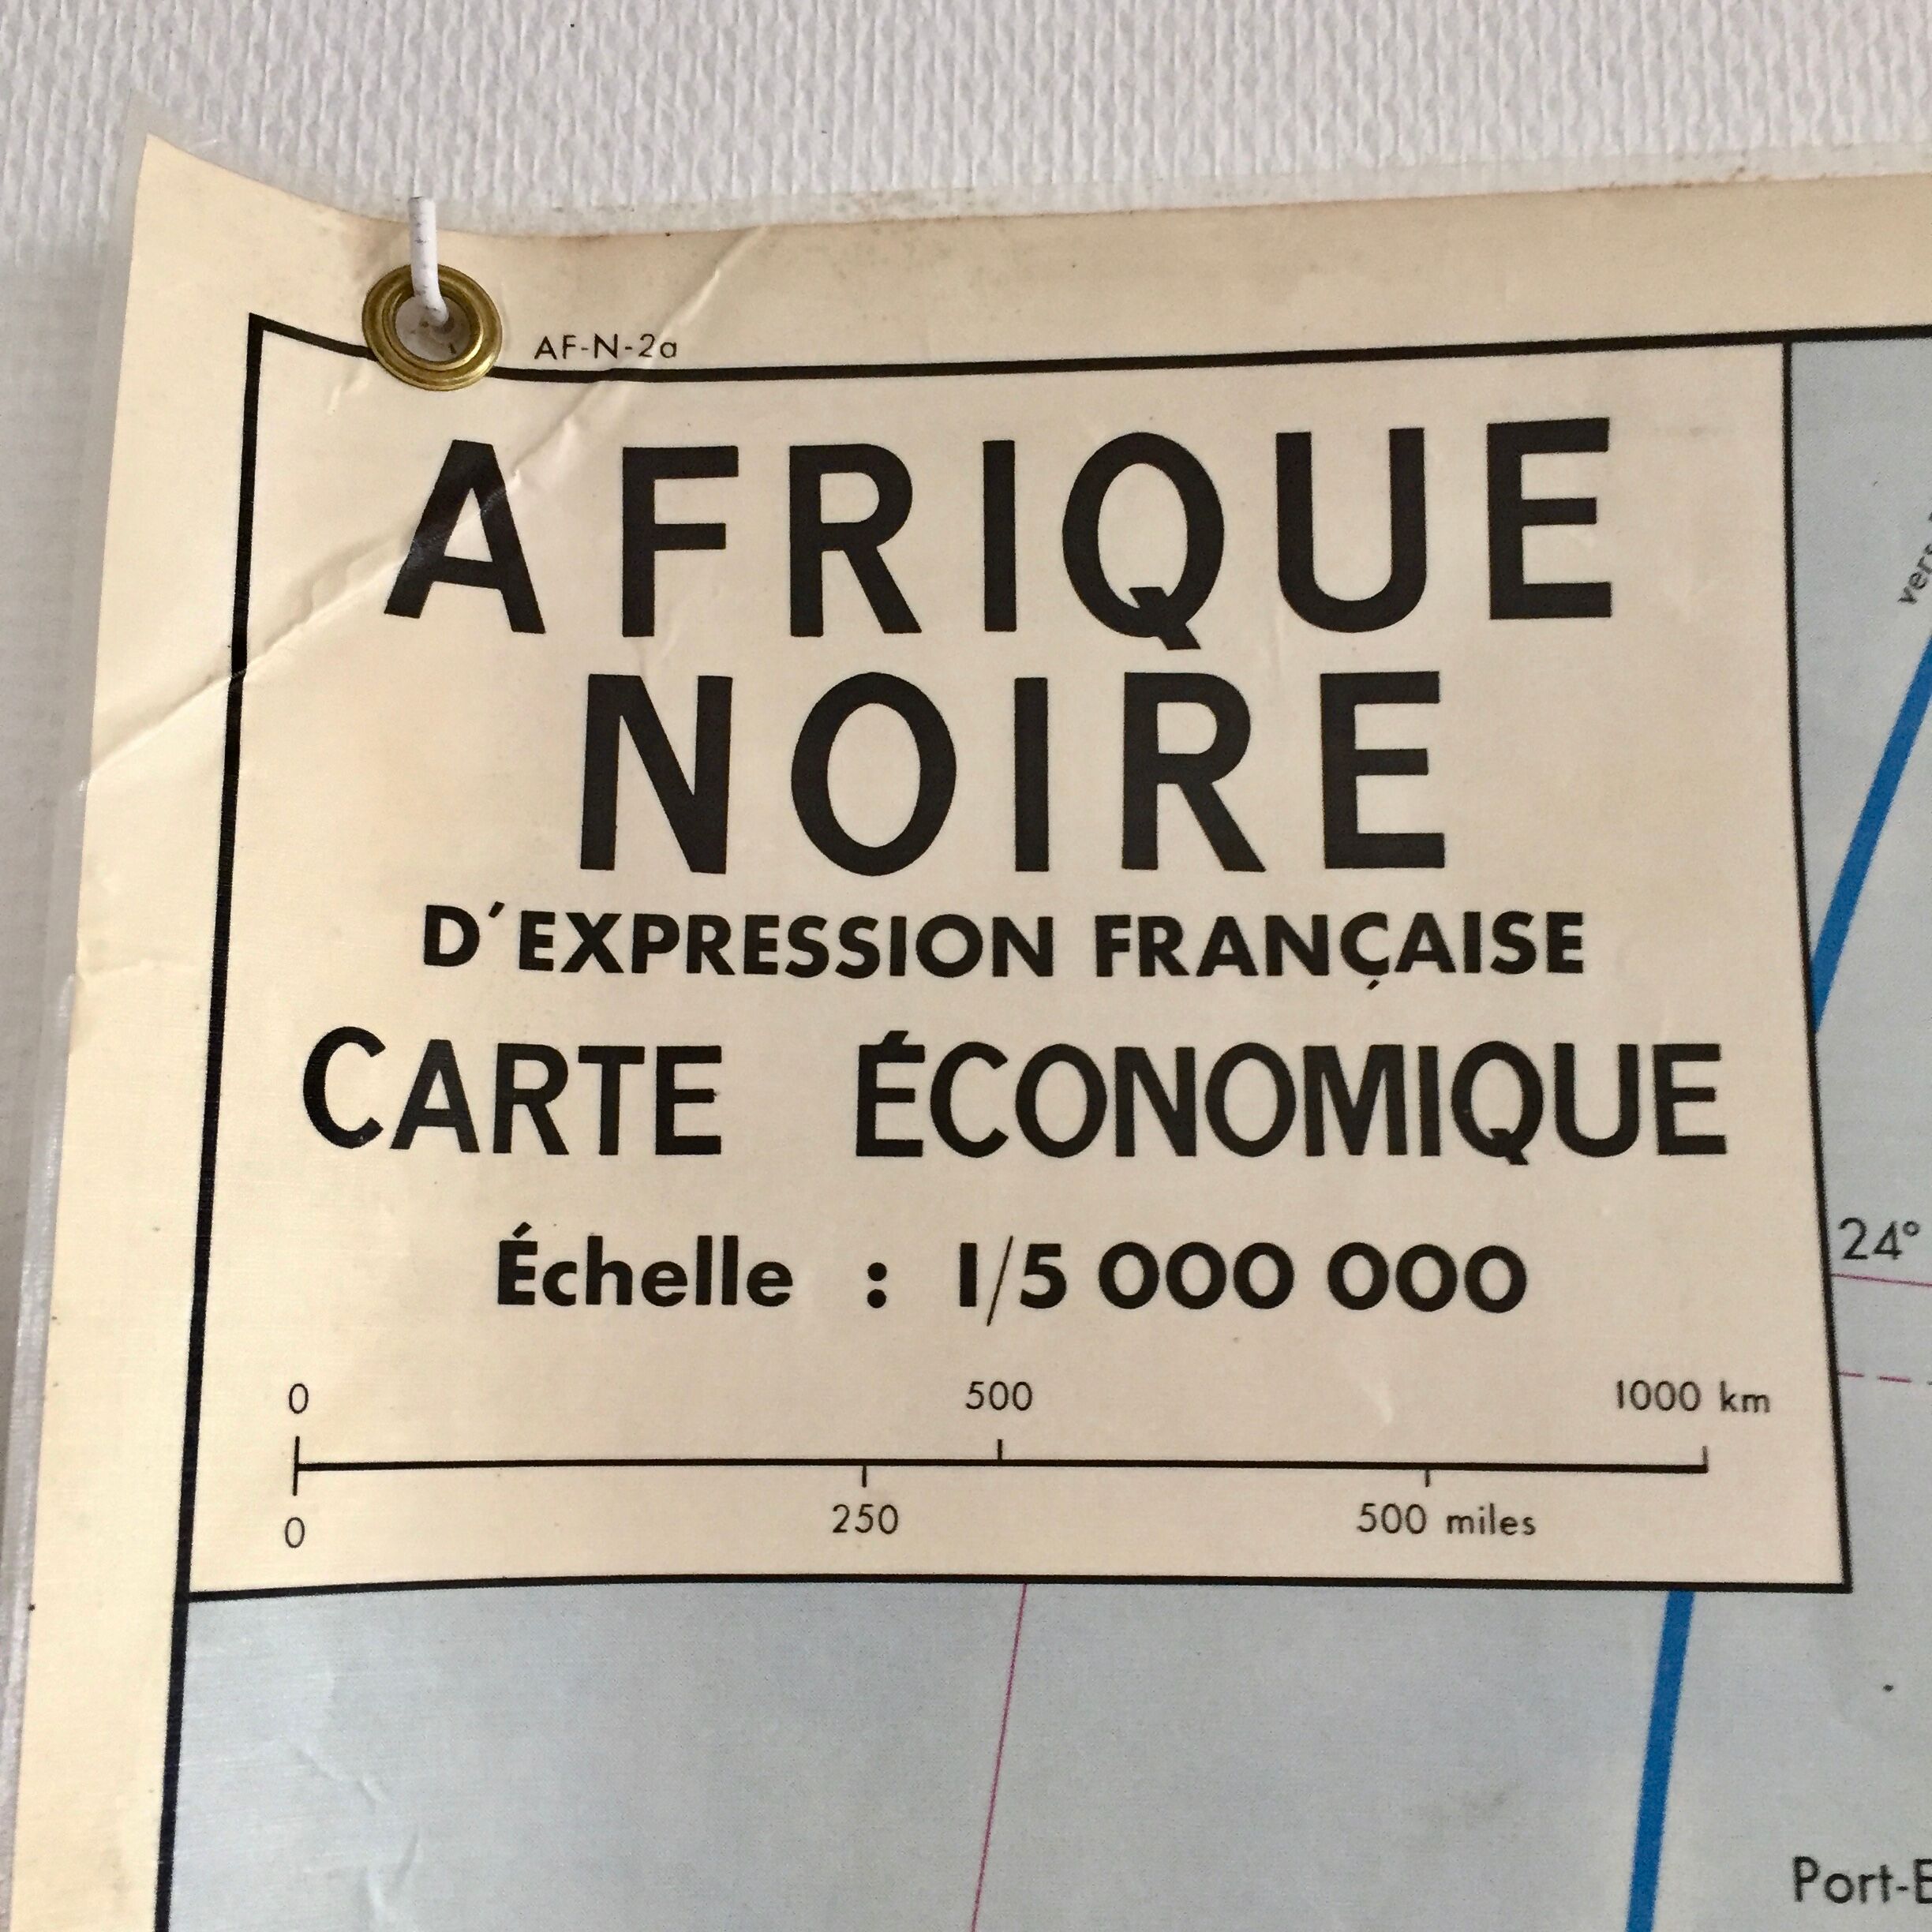 AF-N-2a
AFRIQUE
NOIRE
D'EXPRESSION FRANÇAISE
CARTE ÉCONOMIQUE
Échelle : 1/5 000 000
0 500 1000 km
0 250 500 miles
vers
24°
Port-E